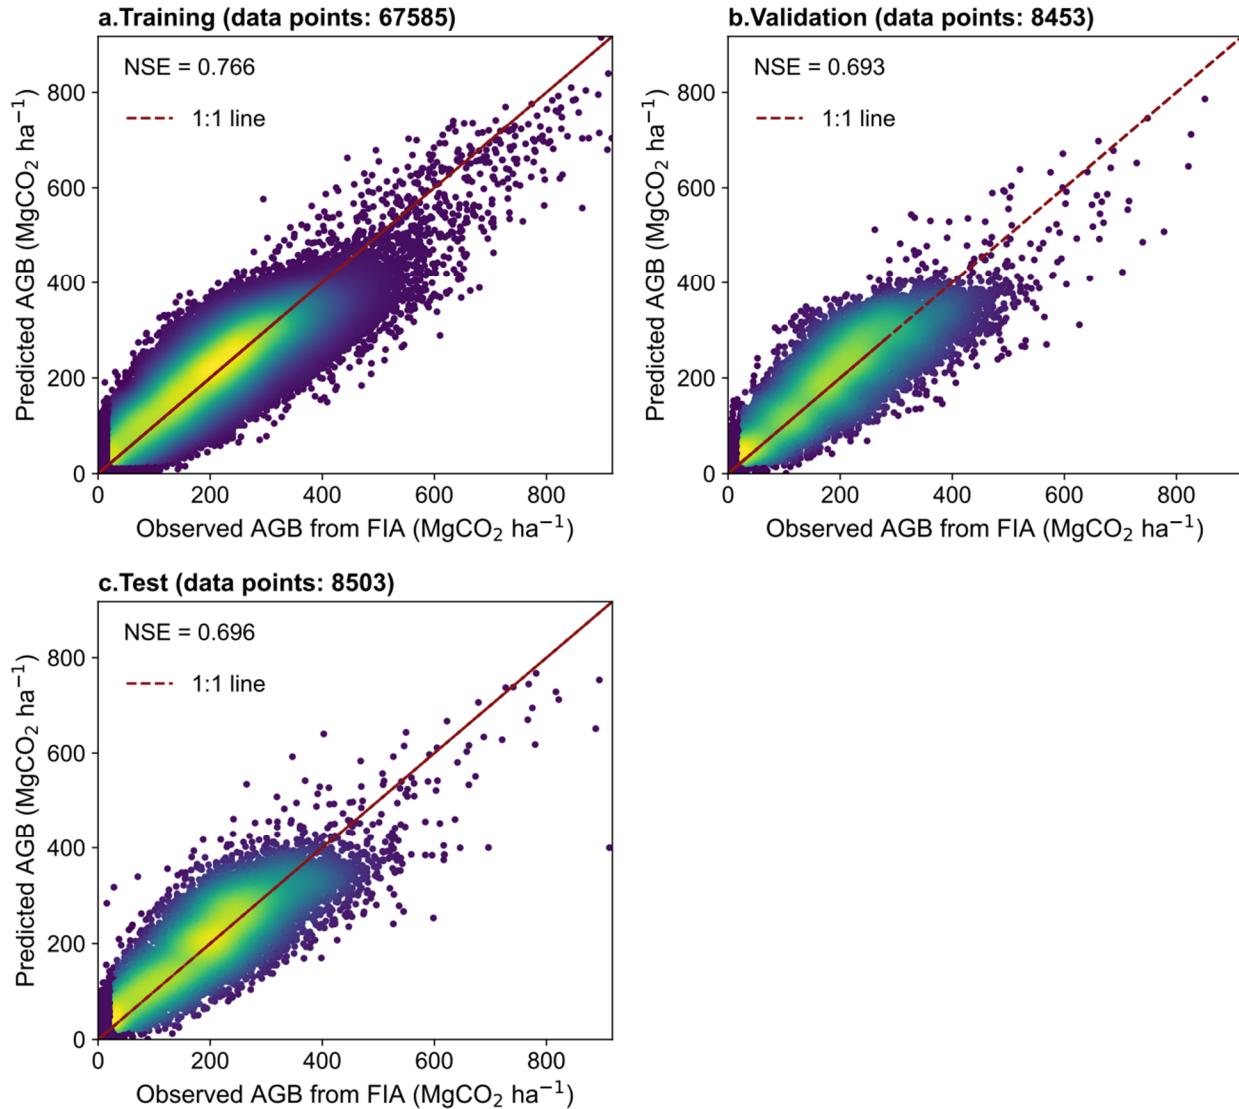 a.Training (data points: 67585)
NSE = 0.766
1:1 line
800
600
400
200
0
0 200 400 600 800
Predicted AGB (MgCO₂ ha⁻¹)
Observed AGB from FIA (MgCO₂ ha⁻¹)
b.Validation (data points: 8453)
NSE = 0.693
1:1 line
800
600
400
200
0
0 200 400 600 800
Predicted AGB (MgCO₂ ha⁻¹)
Observed AGB from FIA (MgCO₂ ha⁻¹)
c.Test (data points: 8503)
NSE = 0.696
1:1 line
800
600
400
200
0
0 200 400 600 800
Predicted AGB (MgCO₂ ha⁻¹)
Observed AGB from FIA (MgCO₂ ha⁻¹)